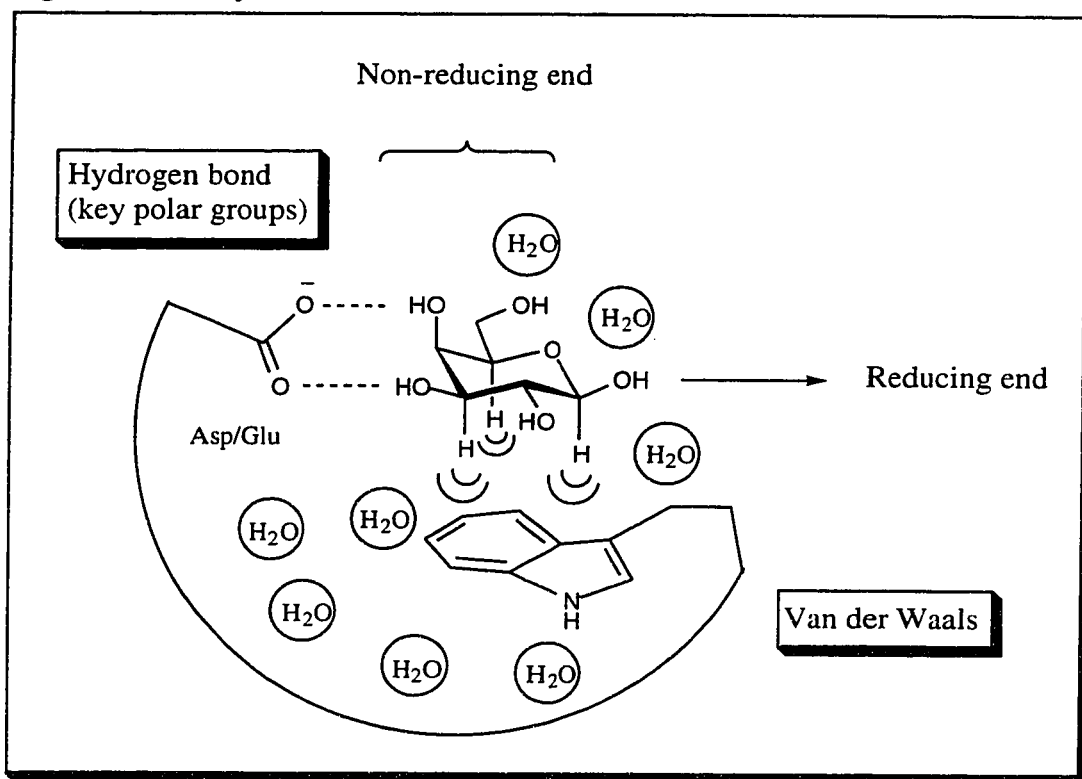 Non-reducing end
Hydrogen bond
(key polar groups)
H₂O
O⁻
HO
OH
H₂O
O
O
HO
OH
Reducing end
H
HO
Asp/Glu
H
H
H₂O
H₂O
H₂O
H₂O
N
H
Van der Waals
H₂O
H₂O